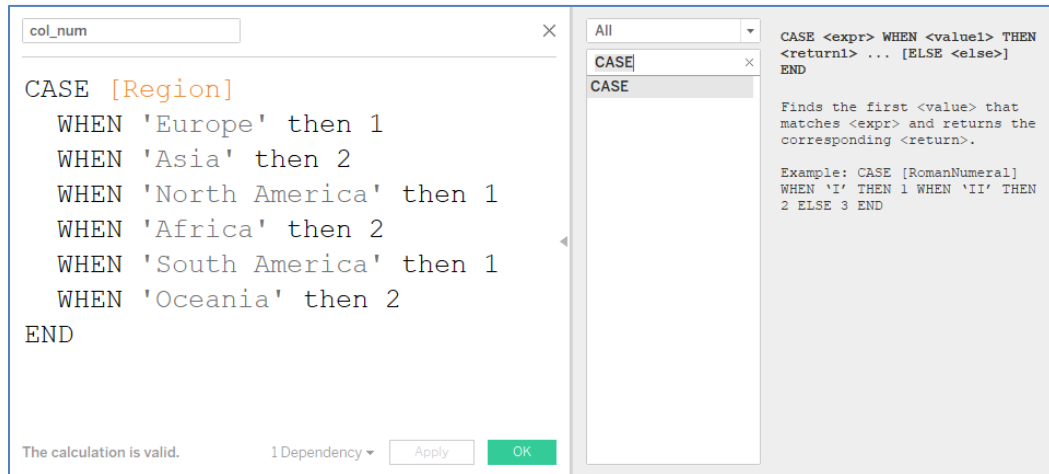 col_num
CASE [Region]
WHEN 'Europe' then 1
WHEN 'Asia' then 2
WHEN 'North America' then 1
WHEN 'Africa' then 2
WHEN 'South America' then 1
WHEN 'Oceania' then 2
END
The calculation is valid.
1 Dependency
Apply
OK
All
CASE
CASE
CASE <expr> WHEN <value1> THEN
<return1> ... [ELSE <else>]
END
Finds the first <value> that
matches <expr> and returns the
corresponding <return>.
Example: CASE [RomanNumeral]
WHEN ‘I’ THEN 1 WHEN ‘II’ THEN
2 ELSE 3 END